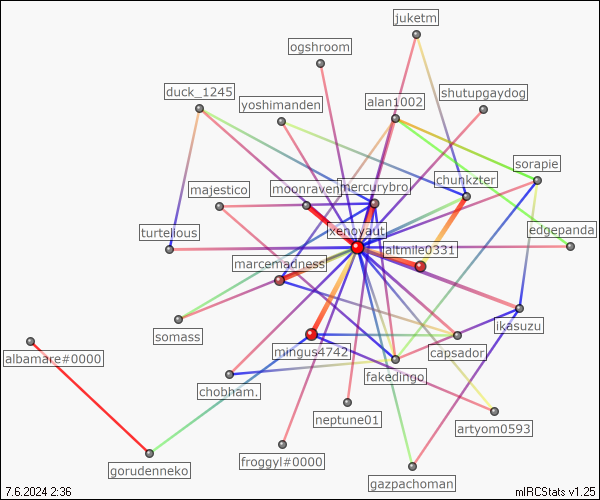 juketm
ogshroom
duck_1245
shutupgaydog
yoshimanden
alan1002
sorapie
chunkzter
majestico
moonraven
mercurybro
turtellous
xenoyaut
edgepanda
jaltmile0331
marcemadness
ikasuzu
somass
mingus4742
capsador
albamare#0000
fakedingo
chobham.
neptune01
artyom0593
froggyl#0000
gorudenneko
gazpachoman
7.6.2024 2:36
mIRCStats v1.25